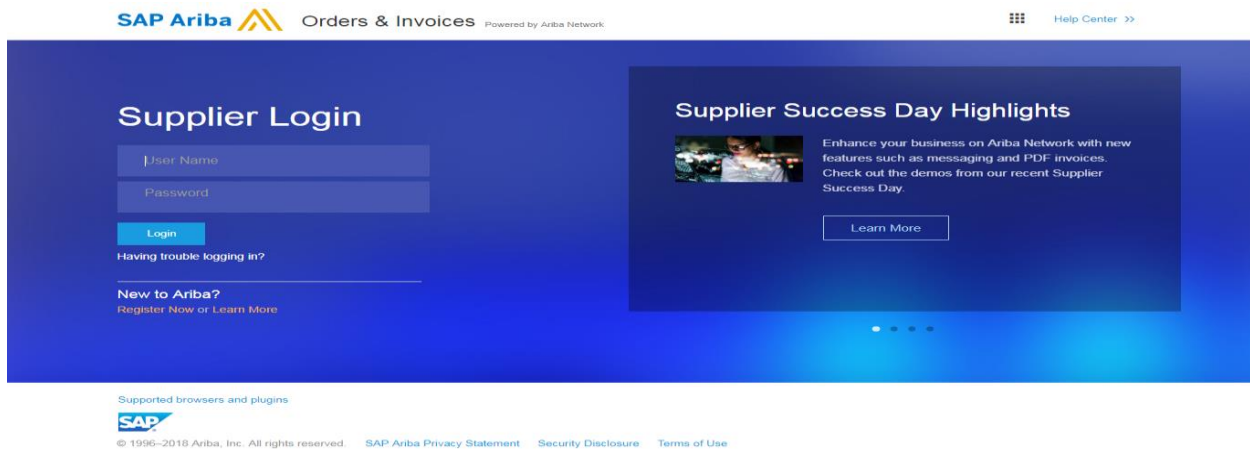 SAP Ariba Orders & Invoices Powered by Ariba Network
Help Center >>
Supplier Login
User Name
Password
Login
Having trouble logging in?
New to Ariba?
Register Now or Learn More
Supplier Success Day Highlights
Enhance your business on Ariba Network with new
features such as messaging and PDF invoices.
Check out the demos from our recent Supplier
Success Day.
Learn More
Supported browsers and plugins
SAP
© 1996–2018 Ariba, Inc. All rights reserved. SAP Ariba Privacy Statement Security Disclosure Terms of Use